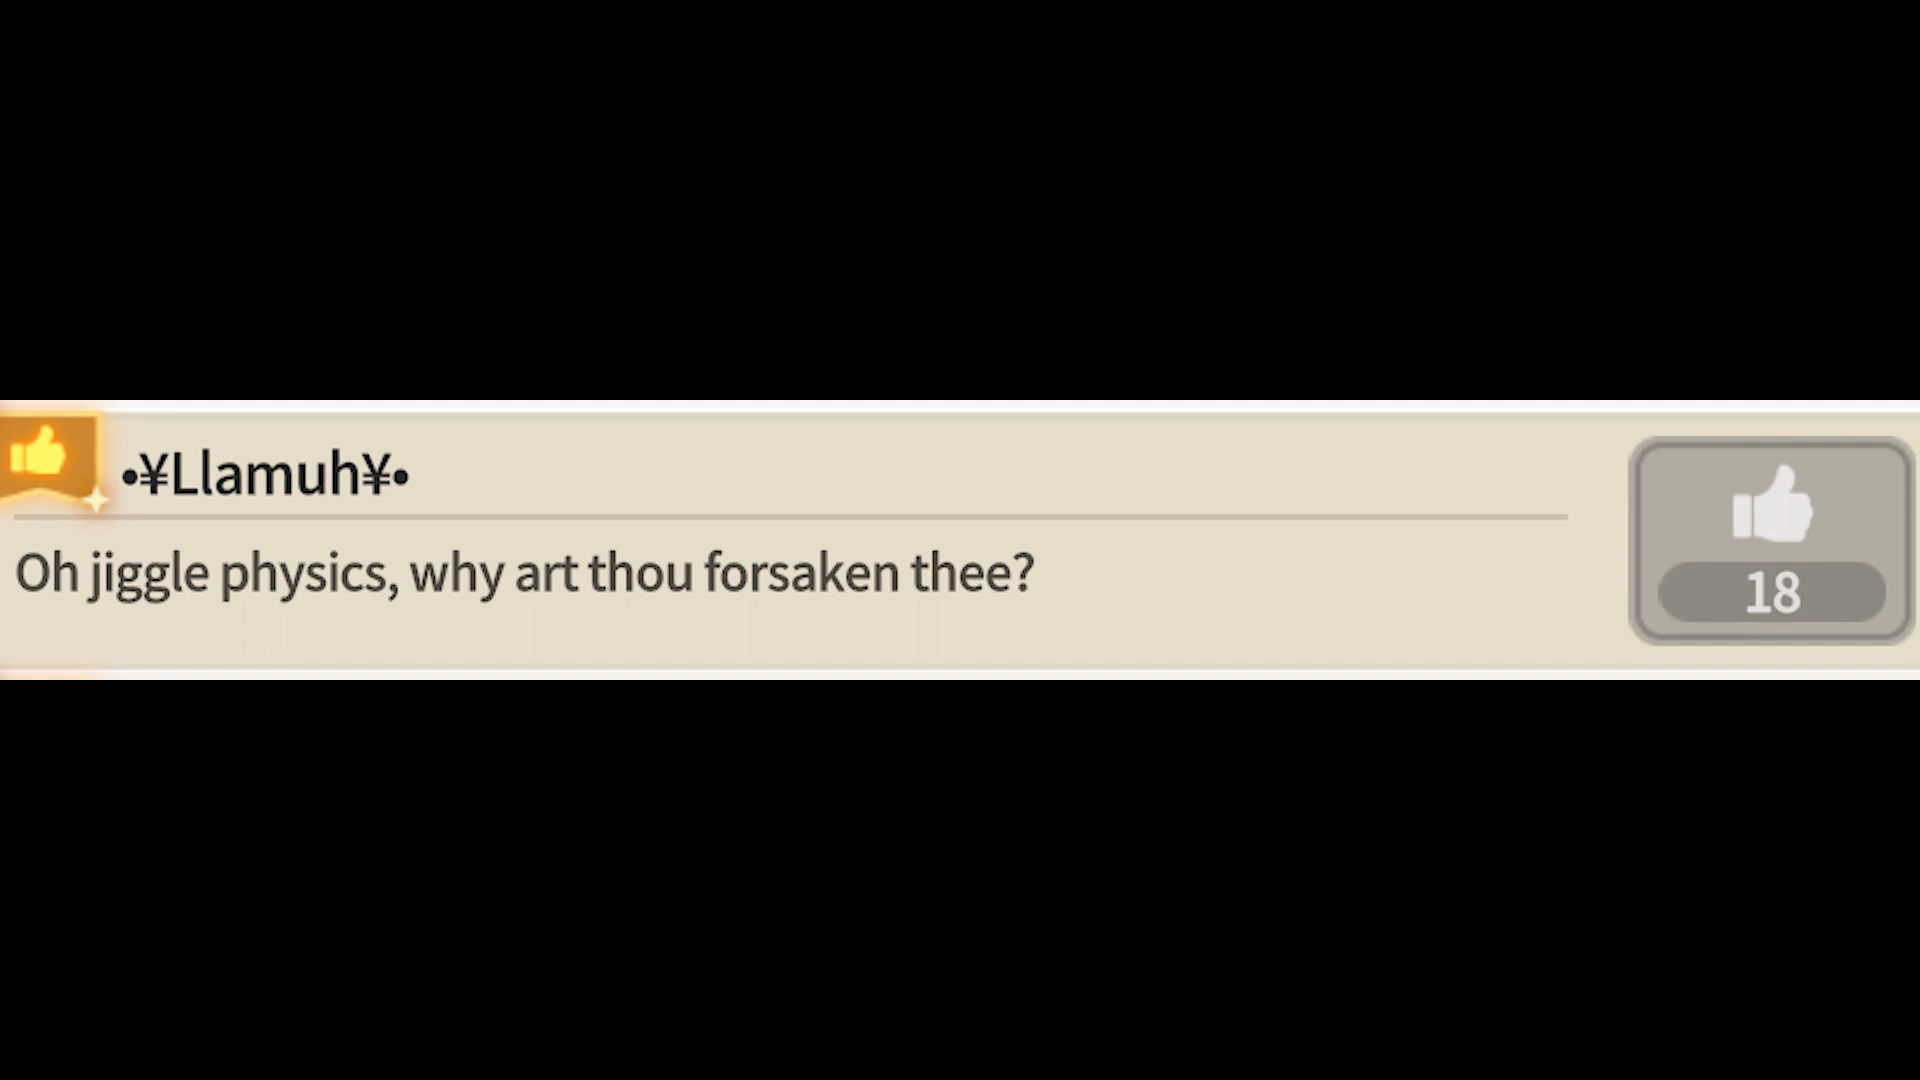 •¥Llamuh¥•
Oh jiggle physics, why art thou forsaken thee?
18